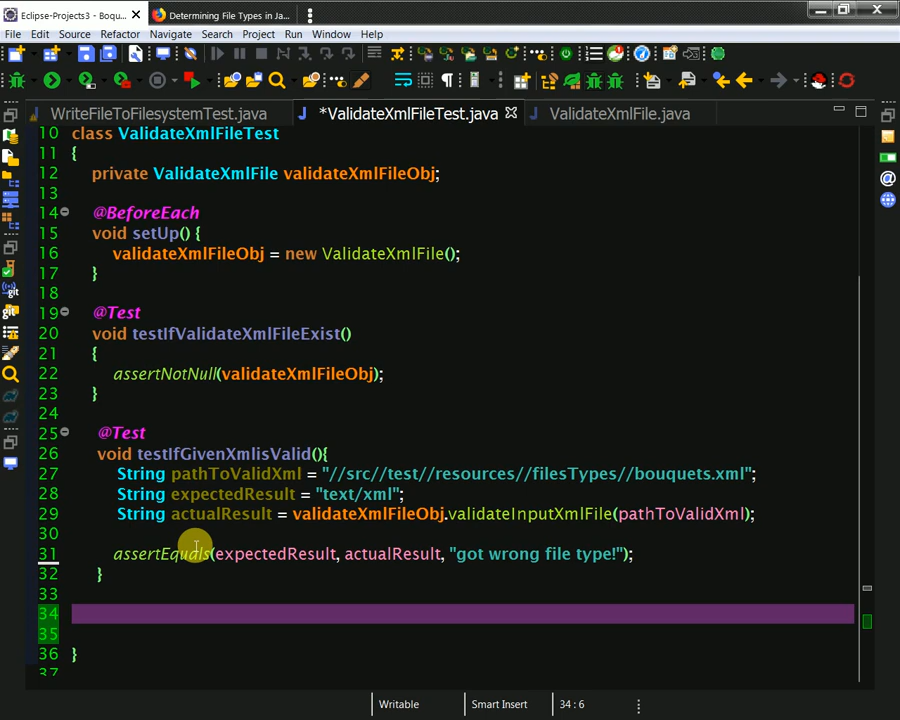 Eclipse-Projects3 - Boqu...
Determining File Types in Ja...
File Edit Source Refactor Navigate Search Project Run Window Help
WriteFileToFilesystemTest.java
*ValidateXmlFileTest.java
ValidateXmlFile.java
10 class ValidateXmlFileTest
11 {
12 private ValidateXmlFile validateXmlFileObj;
13
14 @BeforeEach
15 void setUp() {
16 validateXmlFileObj = new ValidateXmlFile();
17 }
18
19 @Test
20 void testIfValidateXmlFileExist()
21 {
22 assertNotNull(validateXmlFileObj);
23 }
24
25 @Test
26 void testIfGivenXmlisValid(){
27 String pathToValidXml = "//src//test//resources//filesTypes//bouquets.xml";
28 String expectedResult = "text/xml";
29 String actualResult = validateXmlFileObj.validateInputXmlFile(pathToValidXml);
30
31 assertEquals(expectedResult, actualResult, "got wrong file type!");
32 }
33
34
35
36 }
37
Writable
Smart Insert
34 : 6